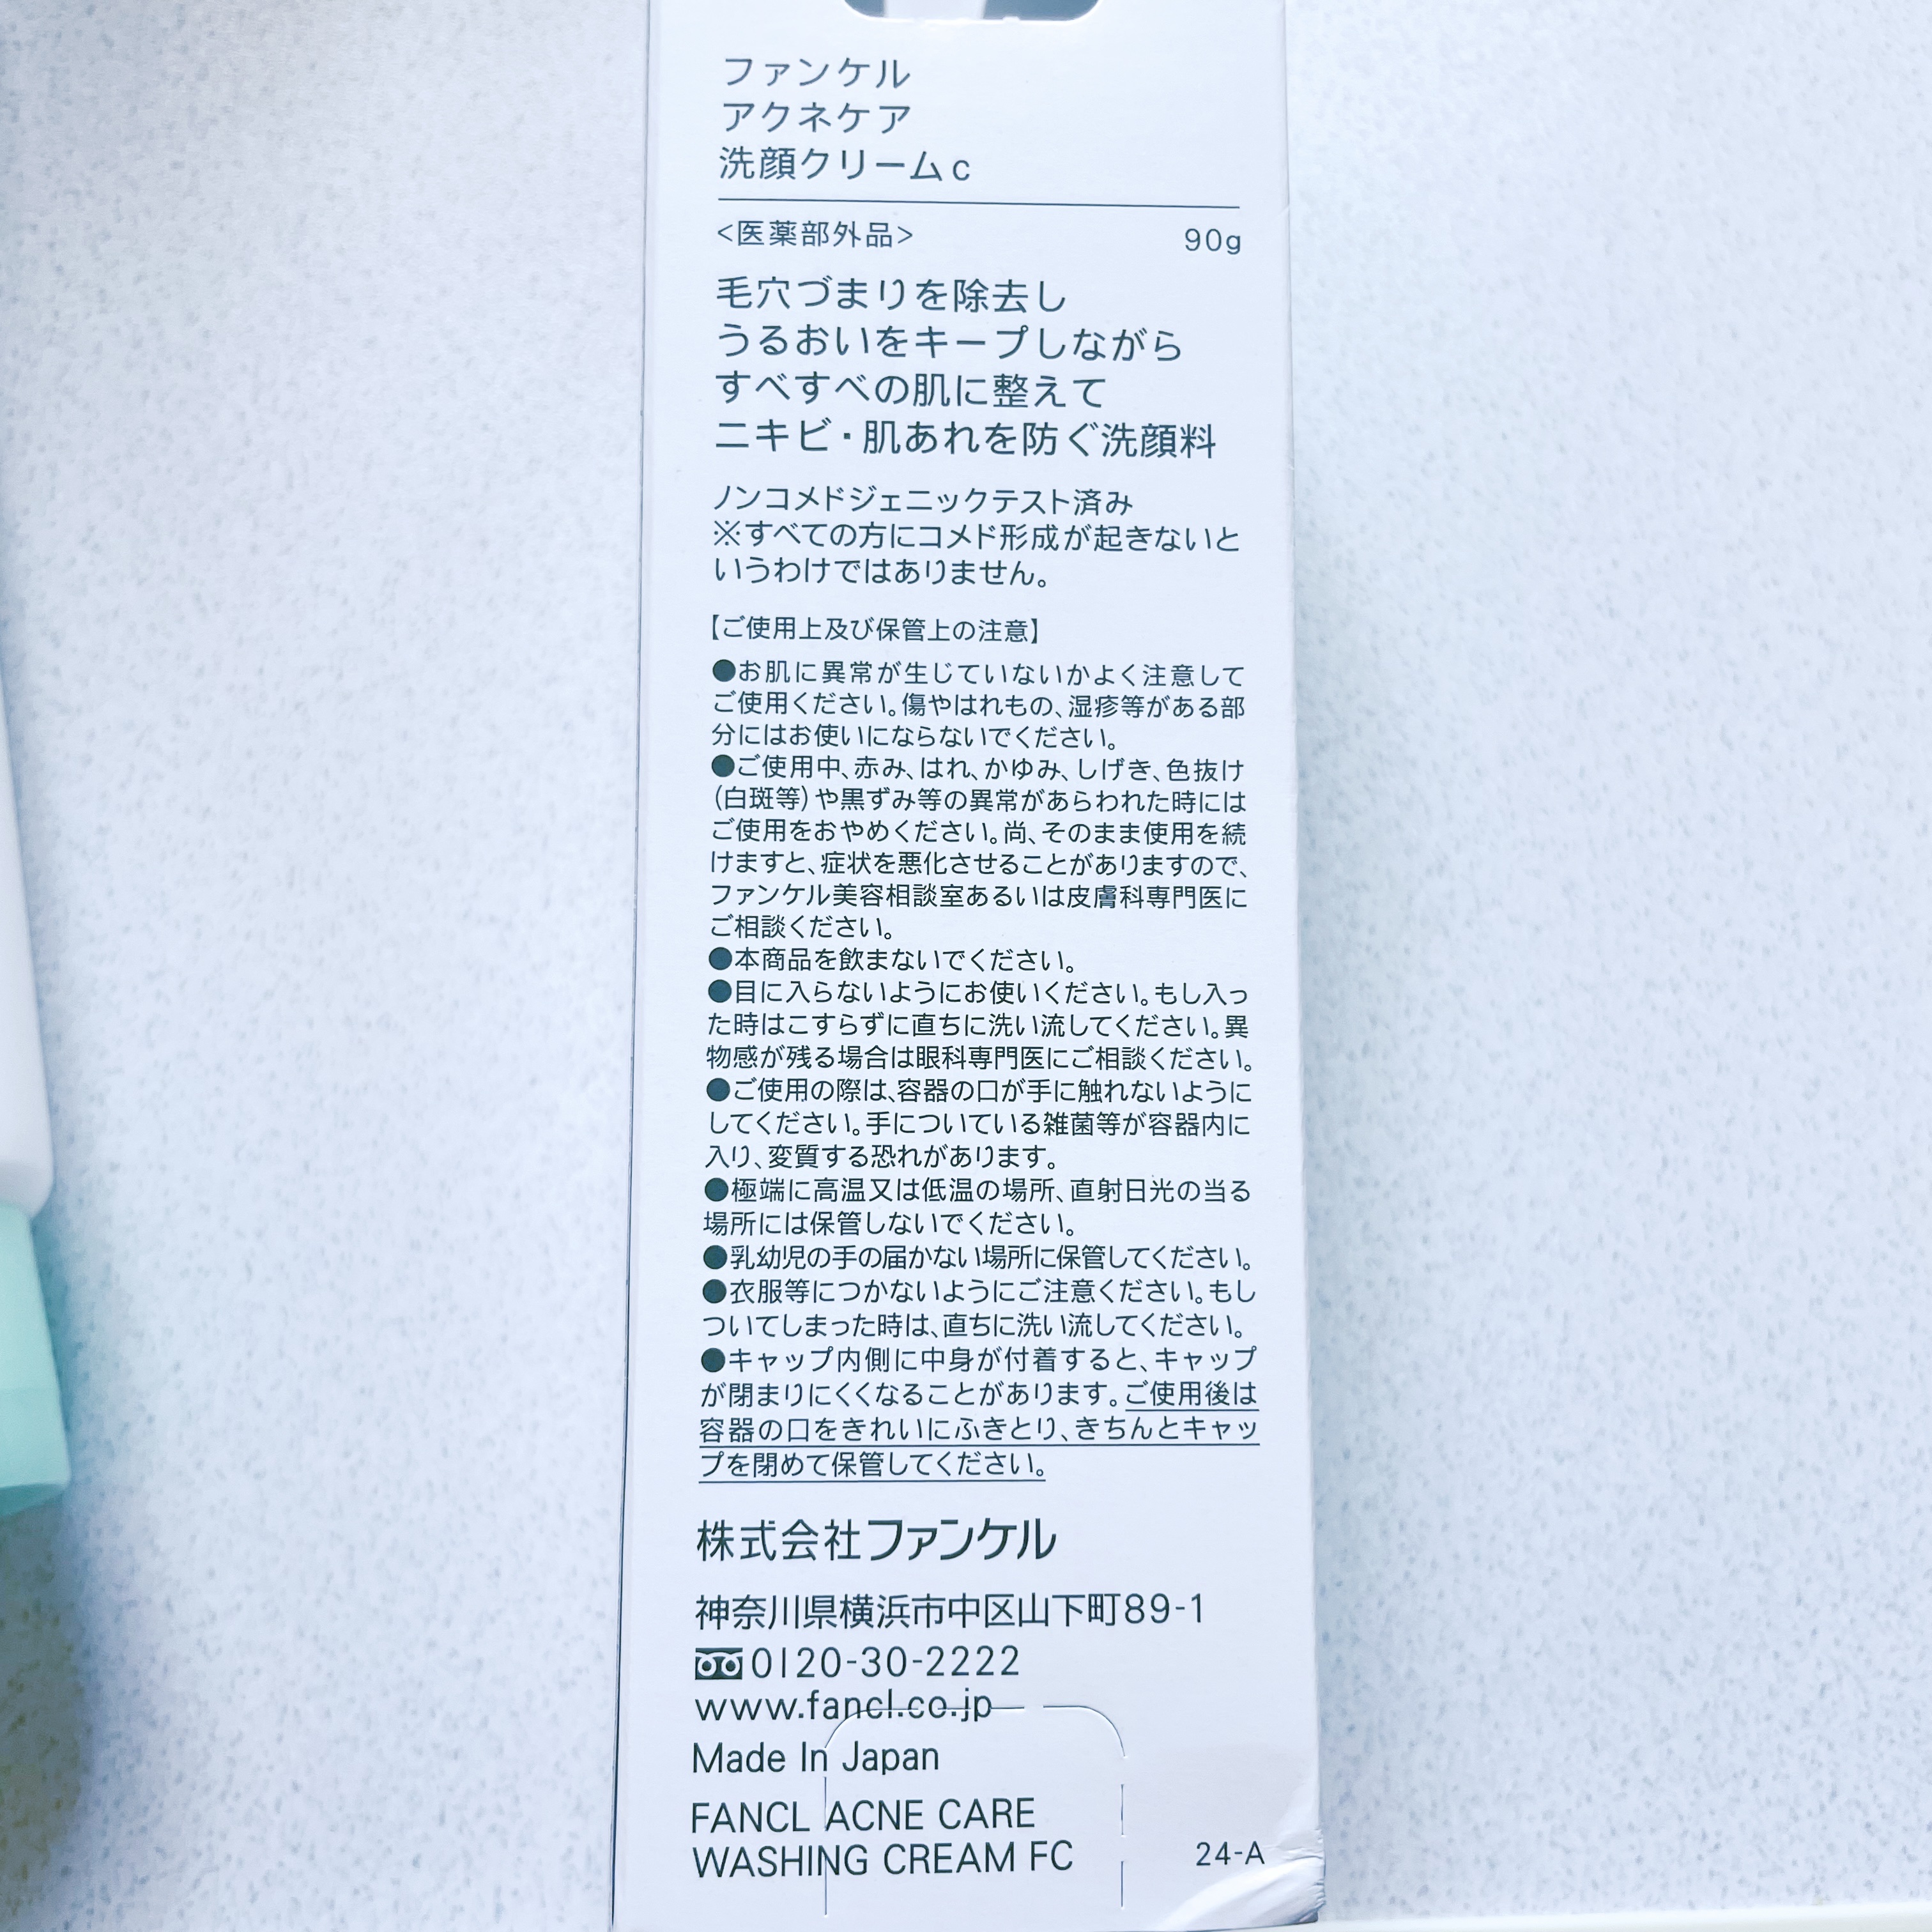 ファンケル
アクネケア
洗顔クリームc
<医薬部外品> 90g
毛穴づまりを除去し
うるおいをキープしながら
すべすべの肌に整えて
ニキビ・肌あれを防ぐ洗顔料
ノンコメドジェニックテスト済み
※すべての方にコメド形成が起きないと
いうわけではありません。
【ご使用上及び保管上の注意】
●お肌に異常が生じていないかよく注意して
ご使用ください。傷やはれもの、湿疹等がある部
分にはお使いにならないでください。
●ご使用中、赤み、はれ、かゆみ、しげき、色抜け
(白斑等)や黒ずみ等の異常があらわれた時には
ご使用をおやめください。尚、そのまま使用を続
けますと、症状を悪化させることがありますので、
ファンケル美容相談室あるいは皮膚科専門医に
ご相談ください。
●本商品を飲まないでください。
●目に入らないようにお使いください。もし入っ
た時はこすらずに直ちに洗い流してください。異
物感が残る場合は眼科専門医にご相談ください。
●ご使用の際は、容器の口が手に触れないように
してください。手についている雑菌等が容器内に
入り、変質する恐れがあります。
●極端に高温又は低温の場所、直射日光の当る
場所には保管しないでください。
●乳幼児の手の届かない場所に保管してください。
●衣服等につかないようにご注意ください。もし
ついてしまった時は、直ちに洗い流してください。
●キャップ内側に中身が付着すると、キャップ
が閉まりにくくなることがあります。ご使用後は
容器の口をきれいにふきとり、きちんとキャッ
プを閉めて保管してください。
株式会社ファンケル
神奈川県横浜市中区山下町89-1
0120-30-2222
www.fancl.co.jp
Made In Japan
FANCL ACNE CARE
WASHING CREAM FC 24-A